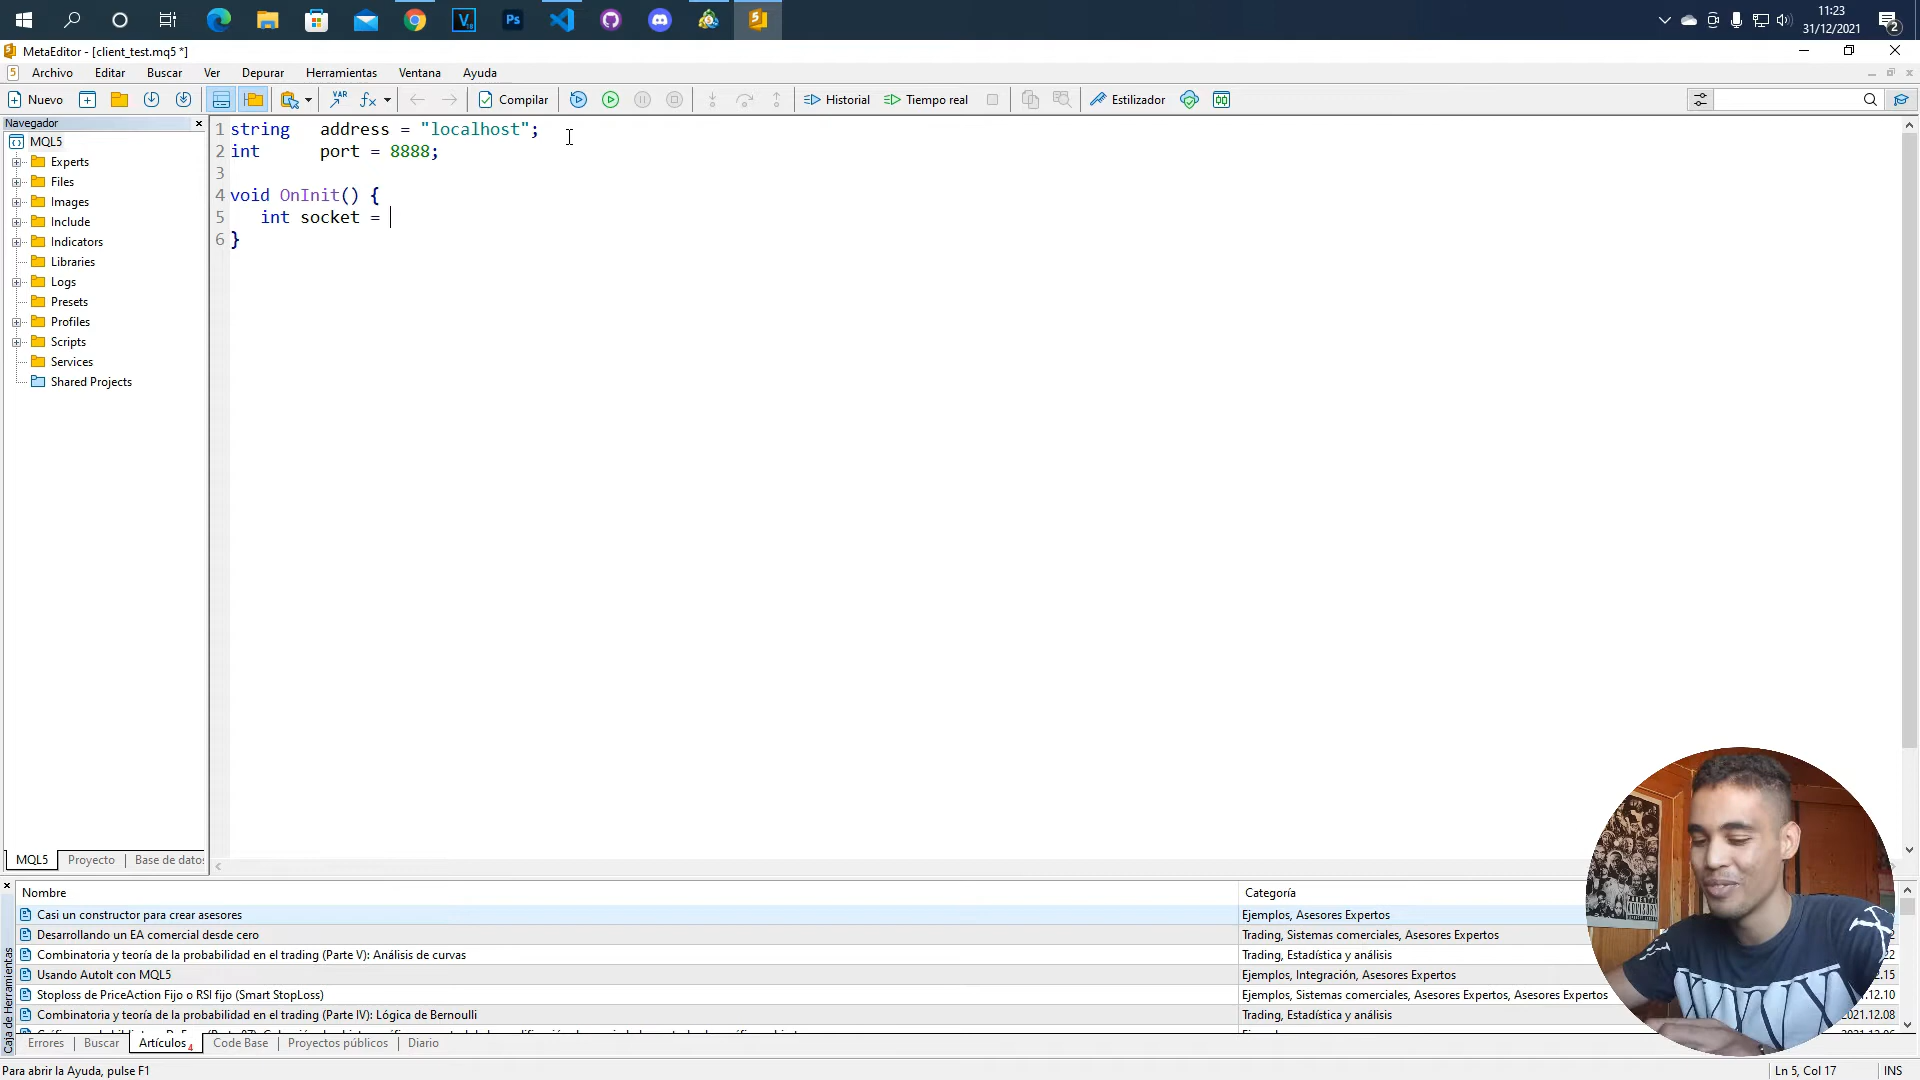 11:23
31/12/2021
2
MetaEditor - [client_test.mq5 *]
Archivo Editar Buscar Ver Depurar Herramientas Ventana Ayuda
Nuevo Compilar Historial Tiempo real Estilizador
Navegador
MQL5
Experts
Files
Images
Include
Indicators
Libraries
Logs
Presets
Profiles
Scripts
Services
Shared Projects
MQL5 Proyecto Base de datos
1 string address = "localhost";
2 int port = 8888;
3
4 void OnInit() {
5 int socket =
6 }
Caja de Herramientas
Nombre Categoría
Casi un constructor para crear asesores Ejemplos, Asesores Expertos
Desarrollando un EA comercial desde cero Trading, Sistemas comerciales, Asesores Expertos
Combinatoria y teoría de la probabilidad en el trading (Parte V): Análisis de curvas Trading, Estadística y análisis
Usando AutoIt con MQL5 Ejemplos, Integración, Asesores Expertos
Stoploss de PriceAction Fijo o RSI fijo (Smart StopLoss) Ejemplos, Sistemas comerciales, Asesores Expertos, Asesores Expertos
Combinatoria y teoría de la probabilidad en el trading (Parte IV): Lógica de Bernoulli Trading, Estadística y análisis 2021.12.08
Errores Buscar Artículos 4 Code Base Proyectos públicos Diario
Para abrir la Ayuda, pulse F1 Ln 5, Col 17 INS